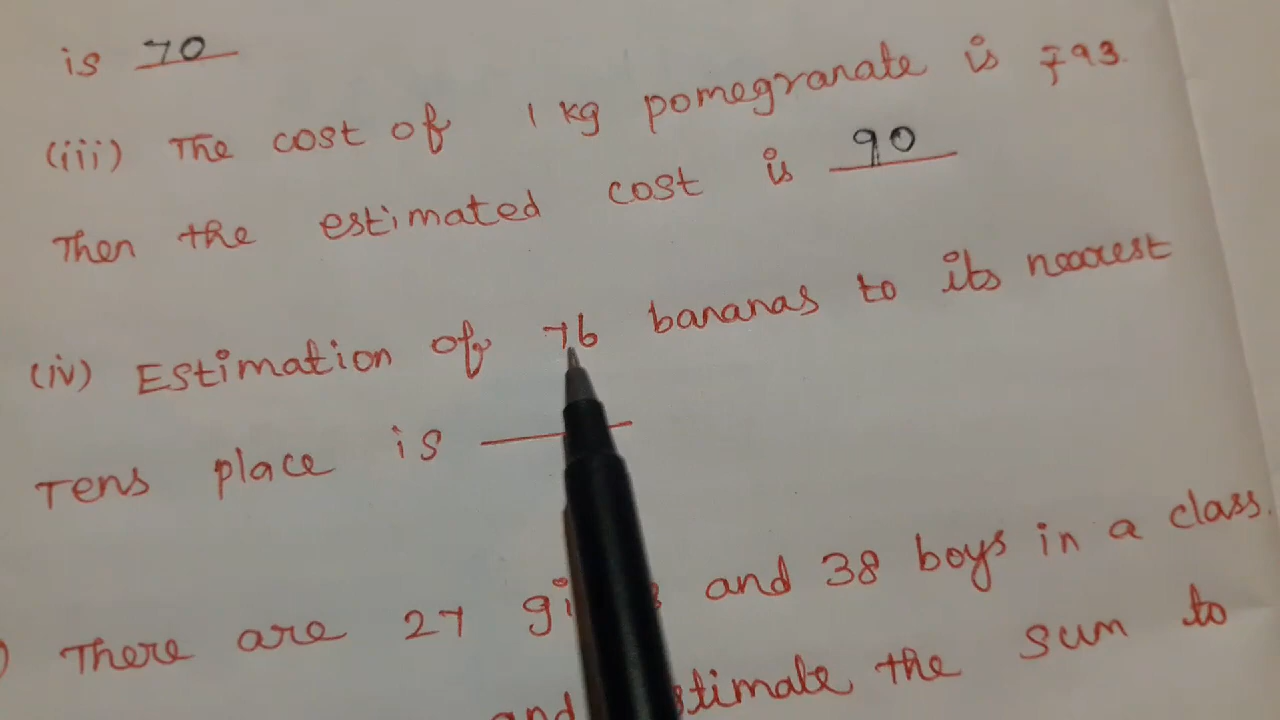 is 70
(iii) The cost of 1 kg pomegranate is ₹93.
Then the estimated cost is 90
(iv) Estimation of 76 bananas to its nearest
Tens place is
There are 27 and 38 boys in a class.
and the sum to